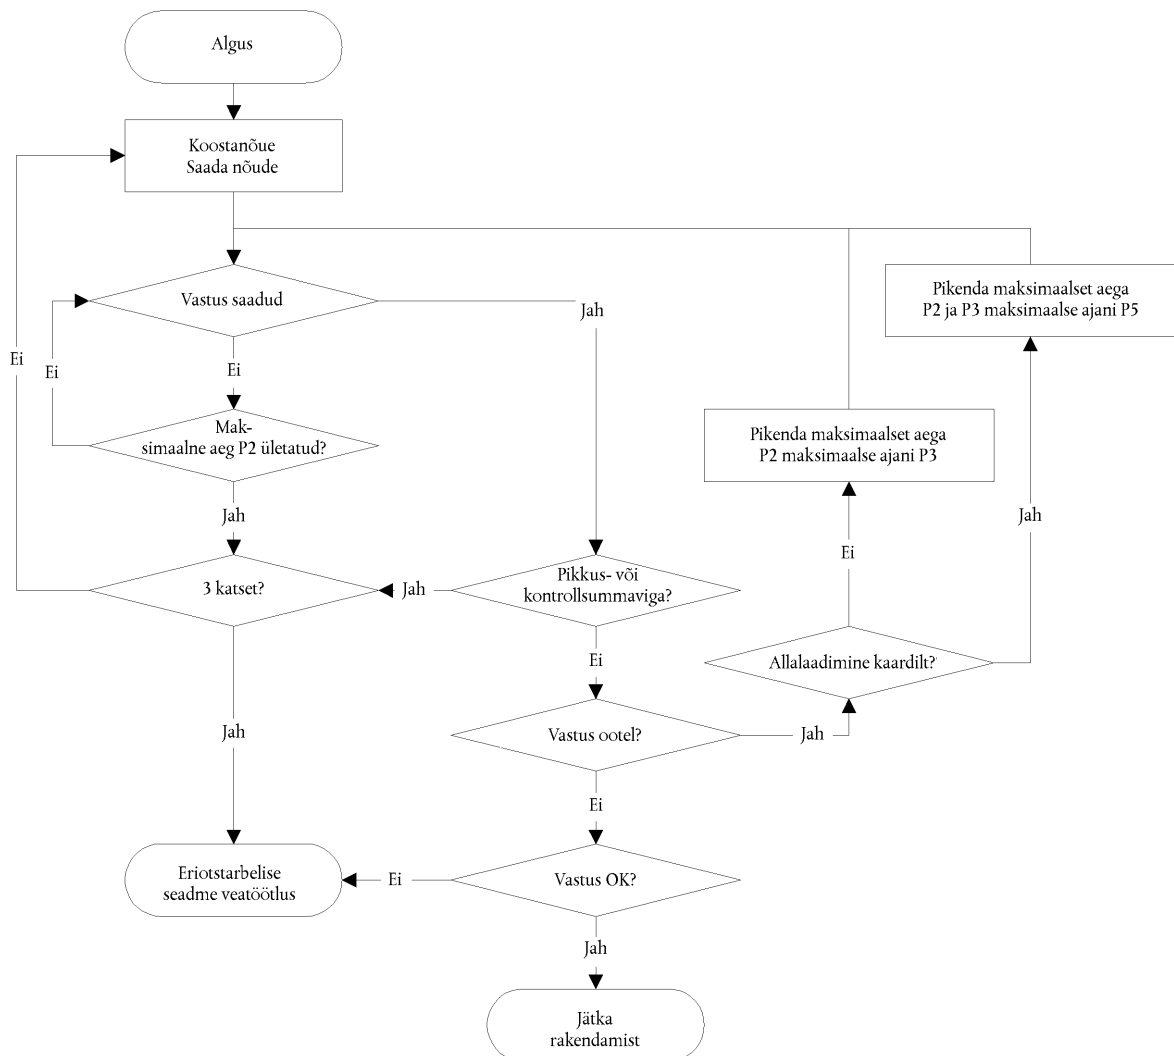 Algus
Koostanõue
Saada nõude
Vastus saadud
Jah
Pikenda maksimaalset aega
P2 ja P3 maksimaalse ajani P5
Ei
Ei
Ei
Mak-
simaalne aeg P2 ületatud?
Pikenda maksimaalset aega
P2 maksimaalse ajani P3
Jah
Jah
Ei
3 katset?
Jah
Pikkus- või
kontrollsummaviga?
Ei
Allalaadimine kaardilt?
Jah
Vastus ootel?
Jah
Ei
Eriotstarbelise
seadme veatöötlus
Ei
Vastus OK?
Jah
Jätka
rakendamist